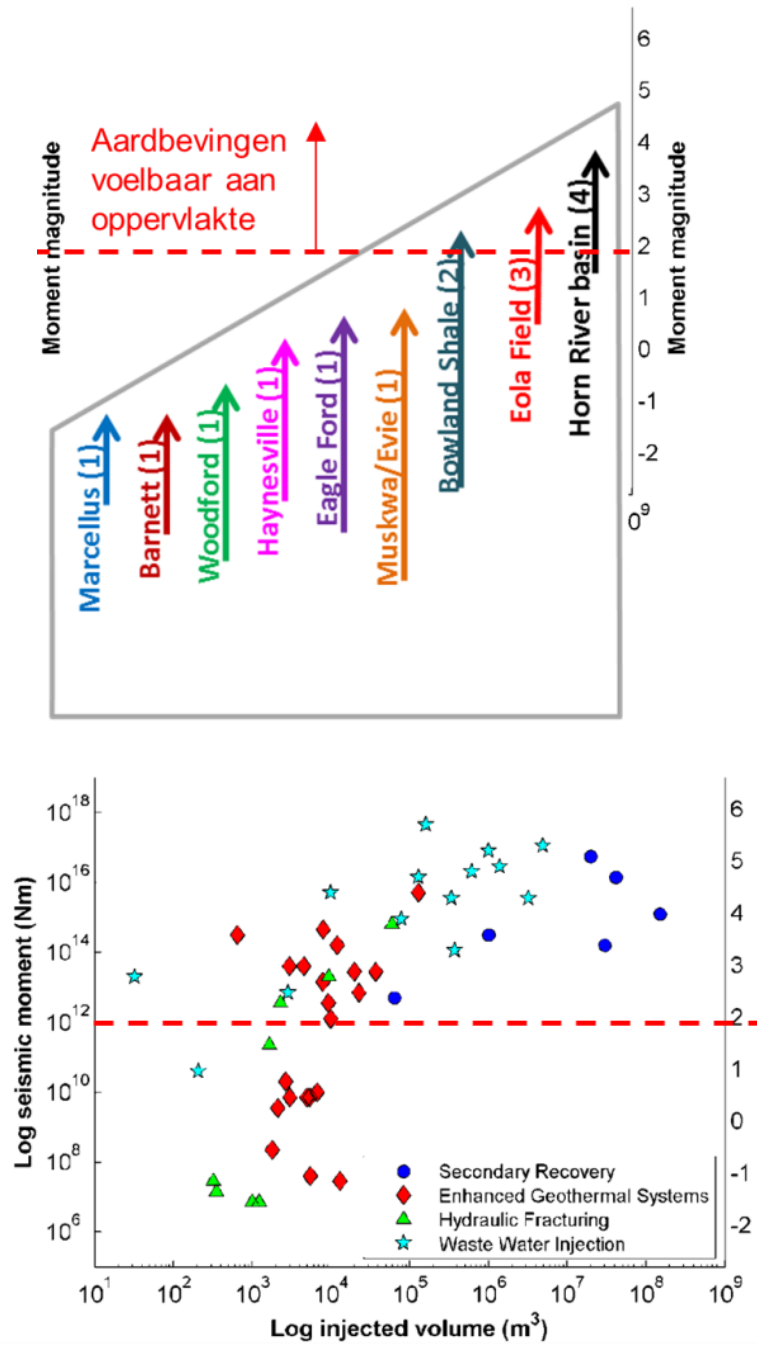 6
5
4
3
2
1
0
-1
-2
0⁹
Moment magnitude
Moment magnitude
Aardbevingen
voelbaar aan
oppervlakte
Marcellus (1)
Barnett (1)
Woodford (1)
Haynesville (1)
Eagle Ford (1)
Muskwa/Evie (1)
Bowland Shale (2)
Eola Field (3)
Horn River basin (4)
Log seismic moment (Nm)
10¹⁸
10¹⁶
10¹⁴
10¹²
10¹⁰
10⁸
10⁶
6
5
4
3
2
1
0
-1
-2
Secondary Recovery
Enhanced Geothermal Systems
Hydraulic Fracturing
Waste Water Injection
10¹ 10² 10³ 10⁴ 10⁵ 10⁶ 10⁷ 10⁸ 10⁹
Log injected volume (m³)